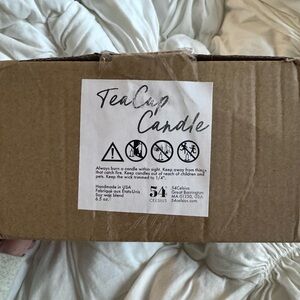 TeaCup
Candle
Always burn a candle within sight. Keep away from things
that catch fire. Keep candles out of reach of children and
pets. Keep the wick trimmed to 1/4".
Handmade in USA
Fabriqué aux États-Unis
Soy wax blend
6.5 oz.
54
CELSIUS
54Celsius
Great Barrington
MA 01230, USA
54celsius.com